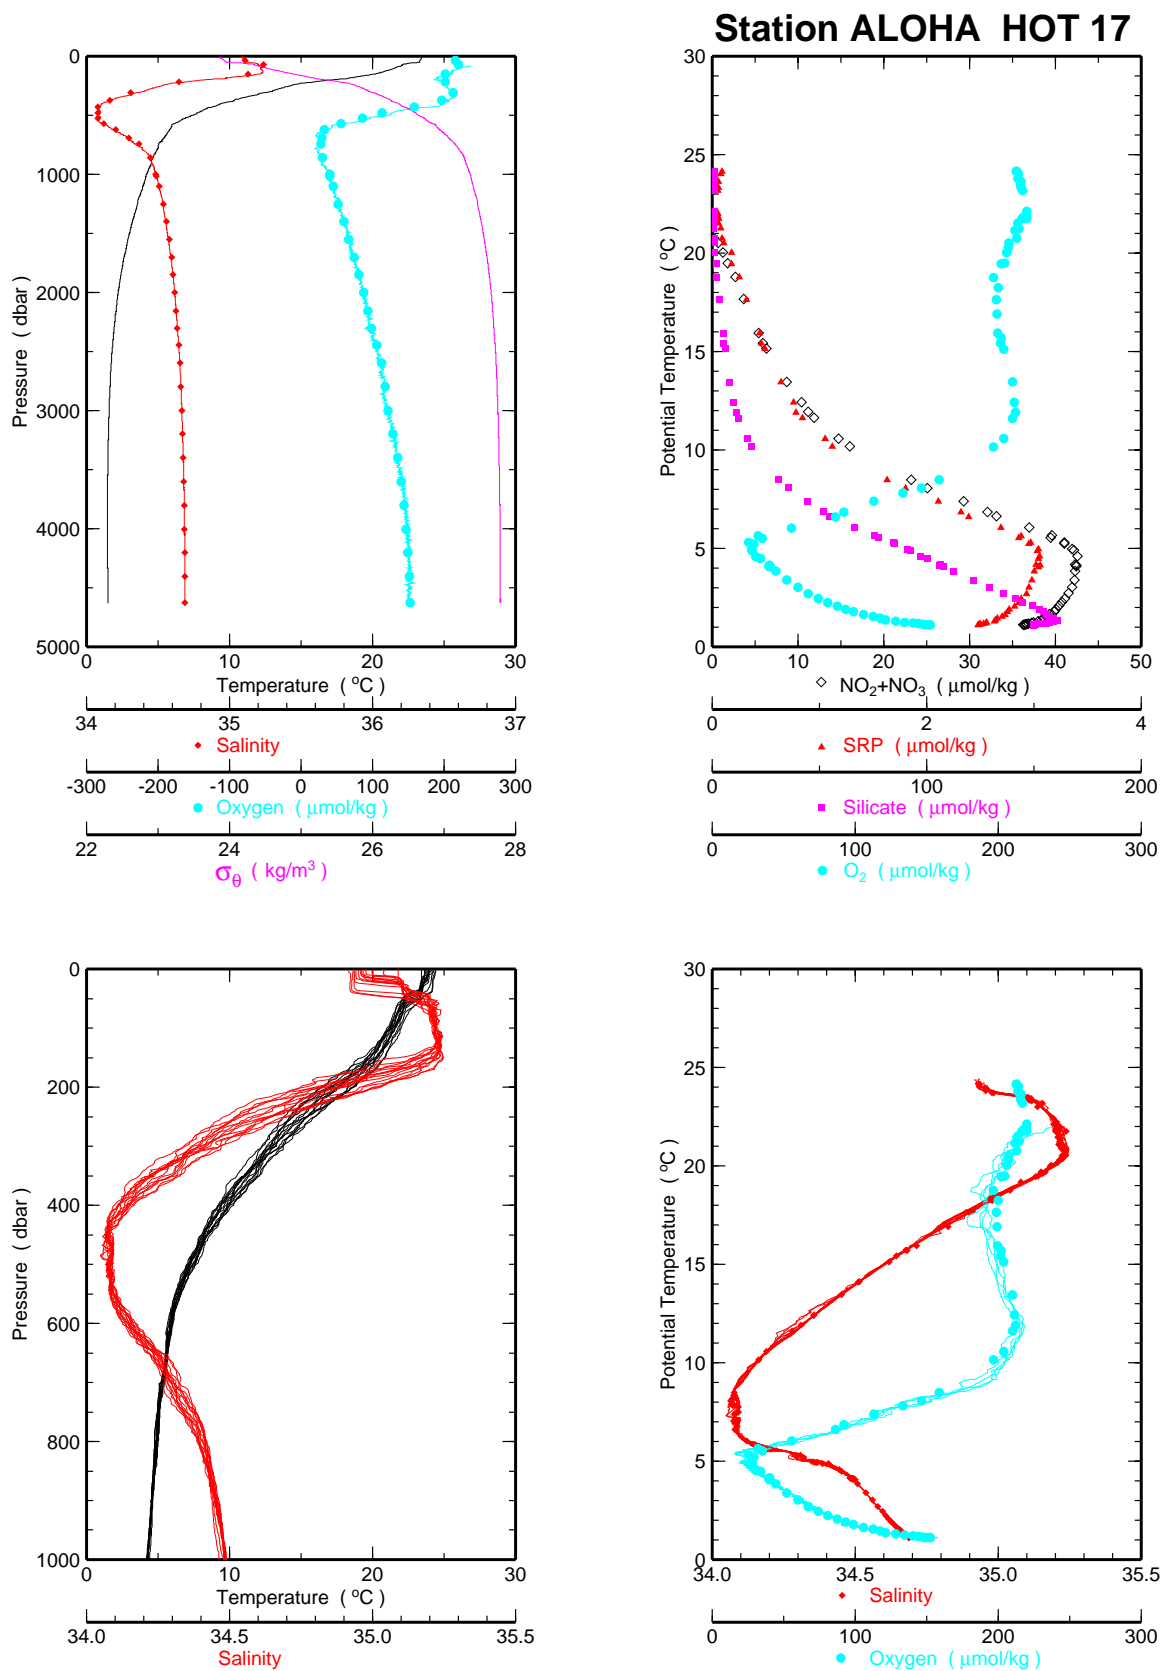 Station ALOHA HOT 17
0
1000
2000
3000
4000
5000
Pressure ( dbar )
0 10 20 30
Temperature ( °C )
34 35 36 37
Salinity
-300 -200 -100 0 100 200 300
Oxygen ( μmol/kg )
22 23 24 25 26 27 28
σθ ( kg/m³ )
30
25
20
15
10
5
0
Potential Temperature ( °C )
0 10 20 30 40 50
NO₂+NO₃ ( μmol/kg )
0 2 4
SRP ( μmol/kg )
0 50 100 150 200
Silicate ( μmol/kg )
0 100 200 300
O₂ ( μmol/kg )
0
200
400
600
800
1000
Pressure ( dbar )
0 10 20 30
Temperature ( °C )
34.0 34.5 35.0 35.5
Salinity
30
25
20
15
10
5
0
Potential Temperature ( °C )
34.0 34.5 35.0 35.5
Salinity
0 100 200 300
Oxygen ( μmol/kg )